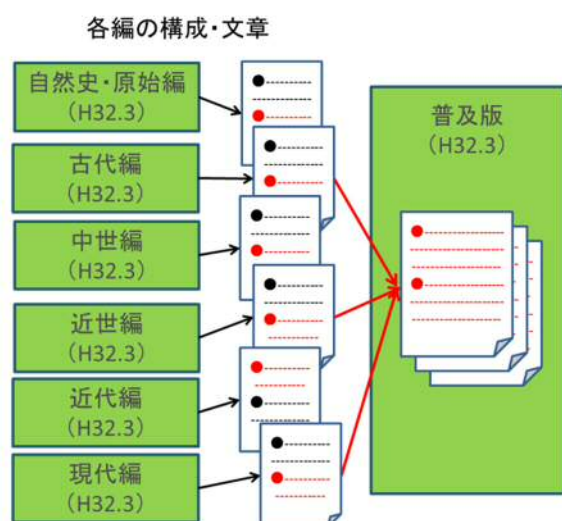 各編の構成・文章
自然史・原始編
(H32.3)
古代編
(H32.3)
中世編
(H32.3)
近世編
(H32.3)
近代編
(H32.3)
現代編
(H32.3)
普及版
(H32.3)